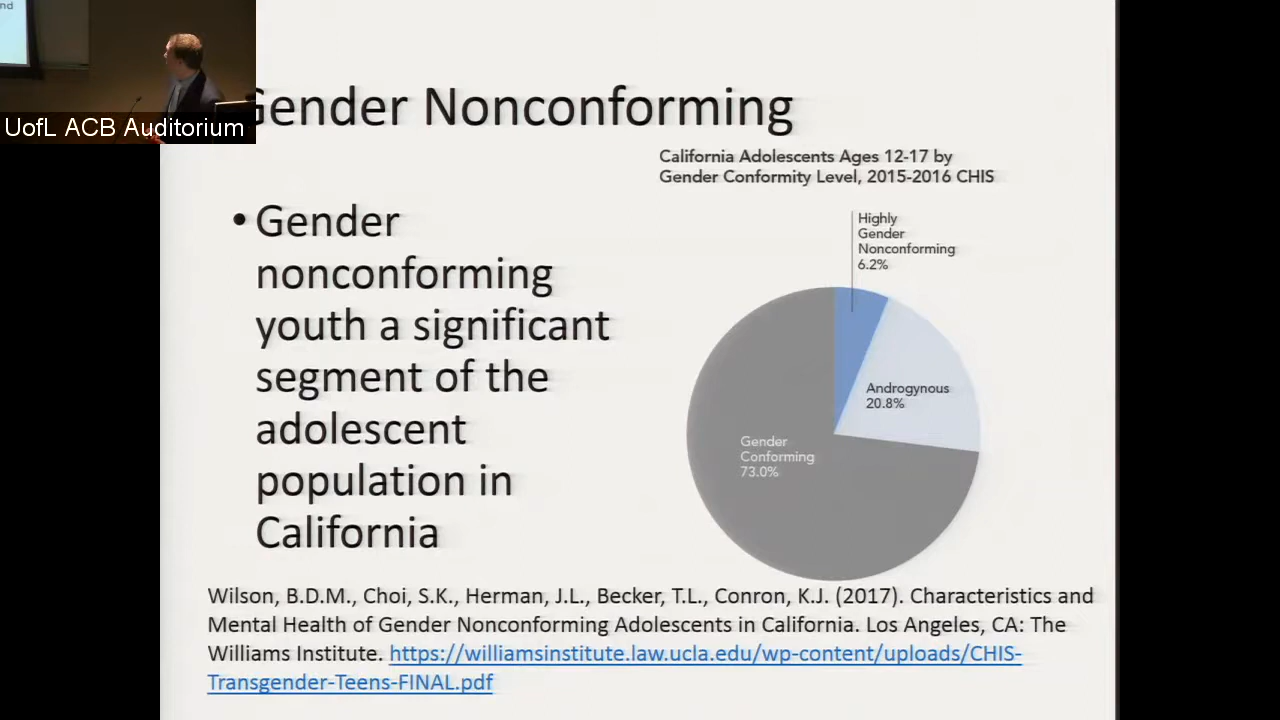 nd
UofL ACB Auditorium
Gender Nonconforming
California Adolescents Ages 12-17 by
Gender Conformity Level, 2015-2016 CHIS
• Gender
nonconforming
youth a significant
segment of the
adolescent
population in
California
Highly
Gender
Nonconforming
6.2%
Androgynous
20.8%
Gender
Conforming
73.0%
Wilson, B.D.M., Choi, S.K., Herman, J.L., Becker, T.L., Conron, K.J. (2017). Characteristics and
Mental Health of Gender Nonconforming Adolescents in California. Los Angeles, CA: The
Williams Institute. https://williamsinstitute.law.ucla.edu/wp-content/uploads/CHIS-
Transgender-Teens-FINAL.pdf